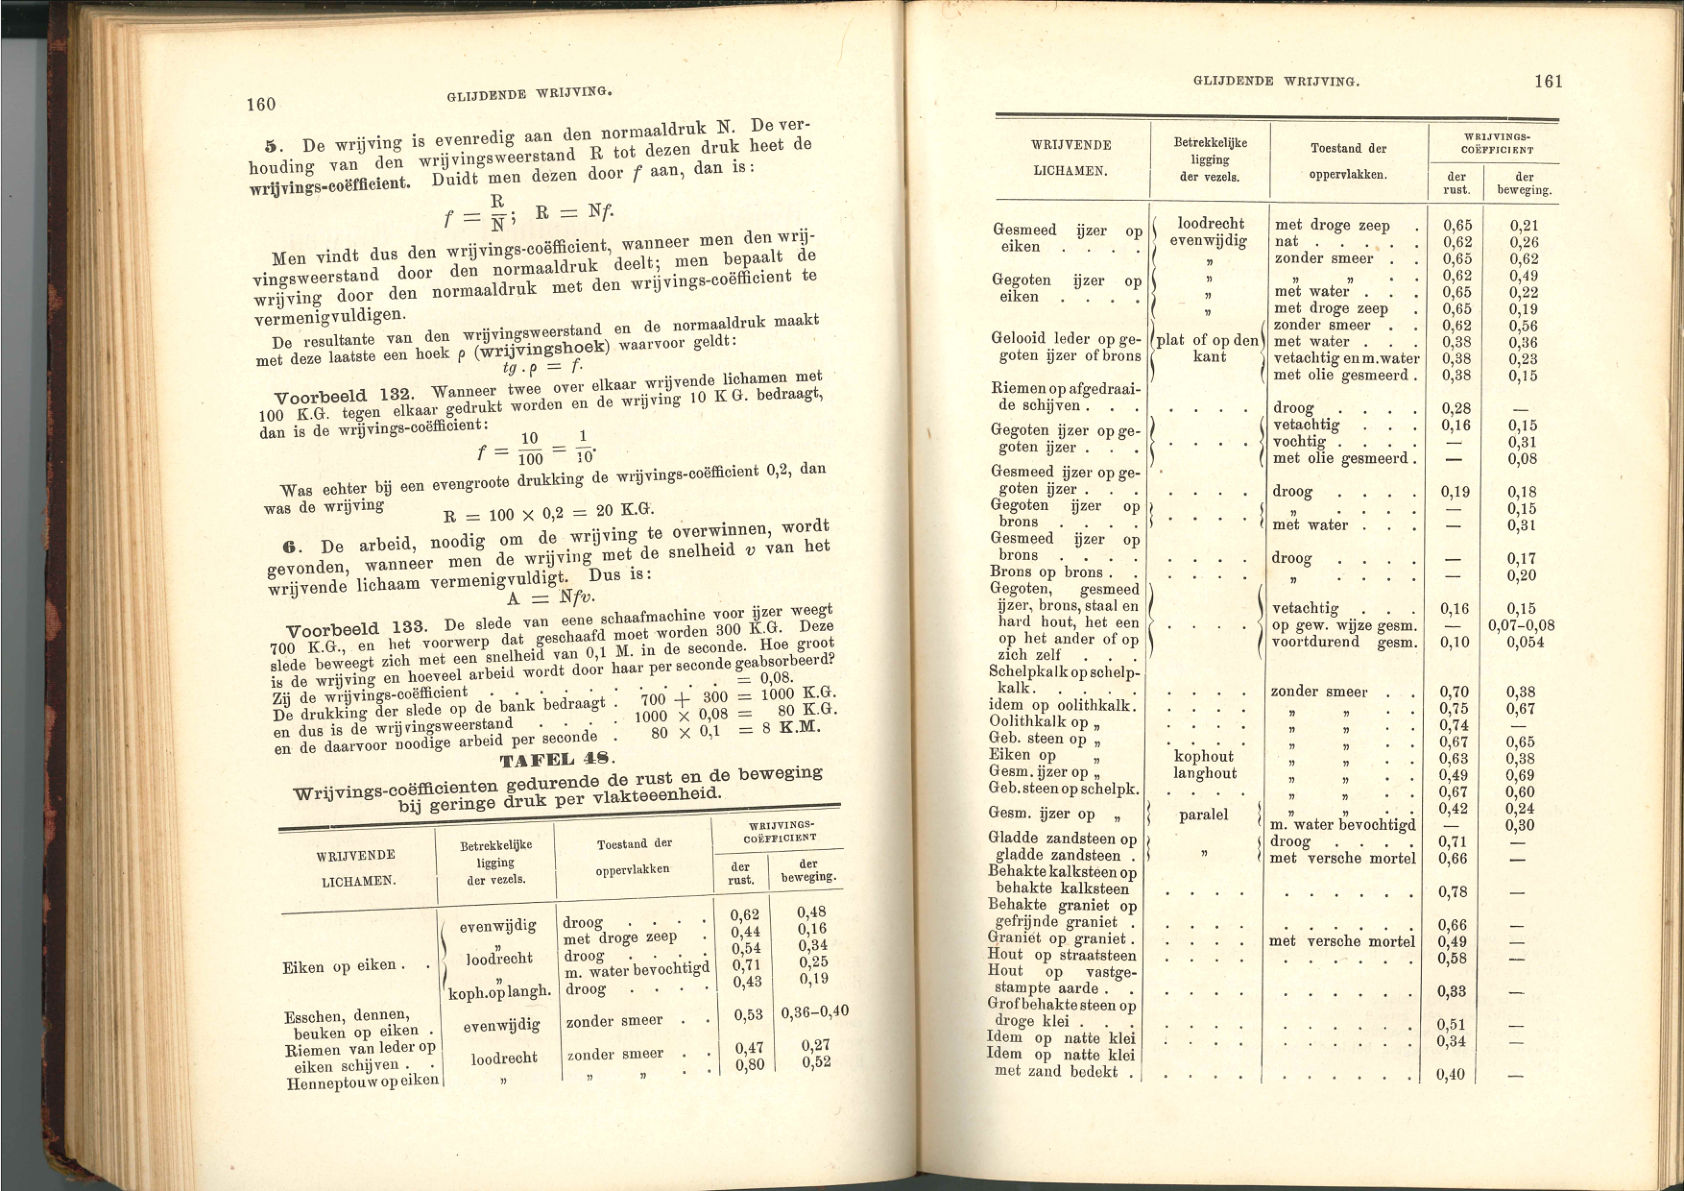 160
GLIJDENDE WRIJVING.
5. De wrijving is evenredig aan den normaaldruk N. De ver-
houding van den wrijvingsweerstand R tot dezen druk heet de
wrijvings-coëfficient. Duidt men dezen door f aan, dan is:
f = R/N; R = Nf.
Men vindt dus den wrijvings-coëfficient, wanneer men den wrij-
vingsweerstand door den normaaldruk deelt; men bepaalt de
wrijving door den normaaldruk met den wrijvings-coëfficient te
vermenigvuldigen.
De resultante van den wrijvingsweerstand en de normaaldruk maakt
met deze laatste een hoek ρ (wrijvingshoek) waarvoor geldt:
tg . ρ = f.
Voorbeeld 132. Wanneer twee over elkaar wrijvende lichamen met
100 K.G. tegen elkaar gedrukt worden en de wrijving 10 K G. bedraagt,
dan is de wrijvings-coëfficient:
f = 10/100 = 1/10.
Was echter bij een evengroote drukking de wrijvings-coëfficient 0,2, dan
was de wrijving
R = 100 × 0,2 = 20 K.G.
6. De arbeid, noodig om de wrijving te overwinnen, wordt
gevonden, wanneer men de wrijving met de snelheid v van het
wrijvende lichaam vermenigvuldigt. Dus is:
A = Nfv.
Voorbeeld 133. De slede van eene schaafmachine voor ijzer weegt
700 K.G., en het voorwerp dat geschaafd moet worden 300 K.G. Deze
slede beweegt zich met een snelheid van 0,1 M. in de seconde. Hoe groot
is de wrijving en hoeveel arbeid wordt door haar per seconde geabsorbeerd?
Zij de wrijvings-coëfficient . . . . . . . . . = 0,08.
De drukking der slede op de bank bedraagt . 700 + 300 = 1000 K.G.
en dus is de wrijvingsweerstand . . . . 1000 × 0,08 = 80 K.G.
en de daarvoor noodige arbeid per seconde . 80 × 0,1 = 8 K.M.
TAFEL 48.
Wrijvings-coëfficienten gedurende de rust en de beweging
bij geringe druk per vlakteeenheid.
WRIJVENDE LICHAMEN. Betrekkelijke ligging der vezels. Toestand der oppervlakken WRIJVINGS-COËFFICIENT
der rust. der beweging.
evenwijdig droog . . . . 0,62 0,48
„ met droge zeep . 0,44 0,16
Eiken op eiken . . loodrecht droog . . . . 0,54 0,34
„ m. water bevochtigd 0,71 0,25
koph.op langh. droog . . . . 0,43 0,19
Esschen, dennen,
beuken op eiken . evenwijdig zonder smeer . . 0,53 0,36–0,40
Riemen van leder op
eiken schijven . . loodrecht zonder smeer . . 0,47 0,27
Henneptouw op eiken „ „ „ . . 0,80 0,52
GLIJDENDE WRIJVING.
161
WRIJVENDE LICHAMEN. Betrekkelijke ligging der vezels. Toestand der oppervlakken. WRIJVINGS-COËFFICIENT
der rust. der beweging.
Gesmeed ijzer op loodrecht met droge zeep . 0,65 0,21
eiken . . . . evenwijdig nat . . . . . 0,62 0,26
„ zonder smeer . . 0,65 0,62
Gegoten ijzer op „ „ „ . . 0,62 0,49
eiken . . . . „ met water . . . 0,65 0,22
„ met droge zeep . 0,65 0,19
zonder smeer . . 0,62 0,56
Gelooid leder op ge- plat of op den met water . . . 0,38 0,36
goten ijzer of brons kant vetachtig en m. water 0,38 0,23
met olie gesmeerd . 0,38 0,15
Riemen op afgedraai-
de schijven . . . . . . . droog . . . . 0,28 —
Gegoten ijzer op ge- vetachtig . . . 0,16 0,15
goten ijzer . . . . . . . vochtig . . . . — 0,31
met olie gesmeerd . — 0,08
Gesmeed ijzer op ge-
goten ijzer . . . . . . . droog . . . . 0,19 0,18
Gegoten ijzer op „ . . . . — 0,15
brons . . . . . . . . met water . . . — 0,31
Gesmeed ijzer op
brons . . . . . . . . droog . . . . — 0,17
Brons op brons . . . . . . „ . . . . — 0,20
Gegoten, gesmeed
ijzer, brons, staal en vetachtig . . . 0,16 0,15
hard hout, het een . . . . op gew. wijze gesm. — 0,07–0,08
op het ander of op voortdurend gesm. 0,10 0,054
zich zelf . . .
Schelpkalk op schelp-
kalk. . . . . . . . . zonder smeer . . 0,70 0,38
idem op oolithkalk. . . . . „ „ . . 0,75 0,67
Oolithkalk op „ . . . . „ „ . . 0,74 —
Geb. steen op „ . . . . „ „ . . 0,67 0,65
Eiken op „ kophout „ „ . . 0,63 0,38
Gesm. ijzer op „ langhout „ „ . . 0,49 0,69
Geb. steen op schelpk. . . . . „ „ . . 0,67 0,60
Gesm. ijzer op „ paralel „ „ . . 0,42 0,24
m. water bevochtigd — 0,30
Gladde zandsteen op droog . . . . 0,71 —
gladde zandsteen . „ met versche mortel 0,66 —
Behakte kalksteen op
behakte kalksteen . . . . . . . . . . 0,78 —
Behakte graniet op
gefrijnde graniet . . . . . . . . . . . 0,66 —
Graniet op graniet . . . . . met versche mortel 0,49 —
Hout op straatsteen . . . . . . . . . . 0,58 —
Hout op vastge-
stampte aarde . . . . . . . . . . . . 0,33 —
Grof behakte steen op
droge klei . . . . . . . . . . . . . 0,51 —
Idem op natte klei . . . . . . . . . . 0,34 —
Idem op natte klei
met zand bedekt . . . . . . . . . . . 0,40 —